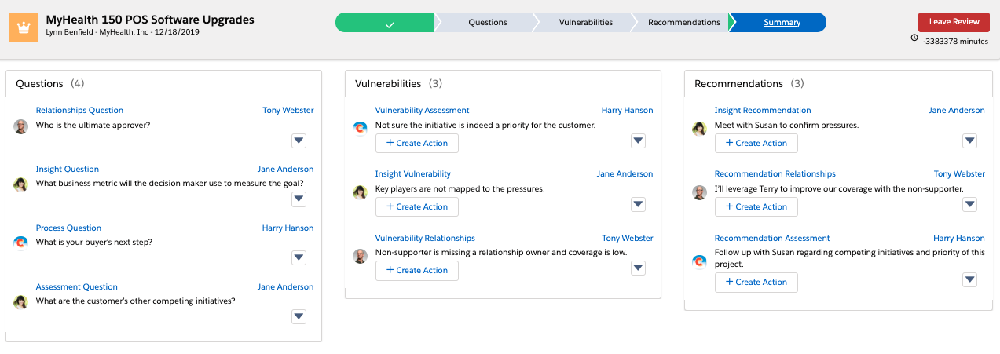 MyHealth 150 POS Software Upgrades
Lynn Benfield - MyHealth, Inc - 12/18/2019
Questions
Vulnerabilities
Recommendations
Summary
Leave Review
-3383378 minutes
Questions (4)
Relationships Question Tony Webster
Who is the ultimate approver?
Insight Question Jane Anderson
What business metric will the decision maker use to measure the goal?
Process Question Harry Hanson
What is your buyer's next step?
Assessment Question Jane Anderson
What are the customer's other competing initiatives?
Vulnerabilities (3)
Vulnerability Assessment Harry Hanson
Not sure the initiative is indeed a priority for the customer.
+ Create Action
Insight Vulnerability Jane Anderson
Key players are not mapped to the pressures.
+ Create Action
Vulnerability Relationships Tony Webster
Non-supporter is missing a relationship owner and coverage is low.
+ Create Action
Recommendations (3)
Insight Recommendation Jane Anderson
Meet with Susan to confirm pressures.
+ Create Action
Recommendation Relationships Tony Webster
I'll leverage Terry to improve our coverage with the non-supporter.
+ Create Action
Recommendation Assessment Harry Hanson
Follow up with Susan regarding competing initiatives and priority of this
project.
+ Create Action